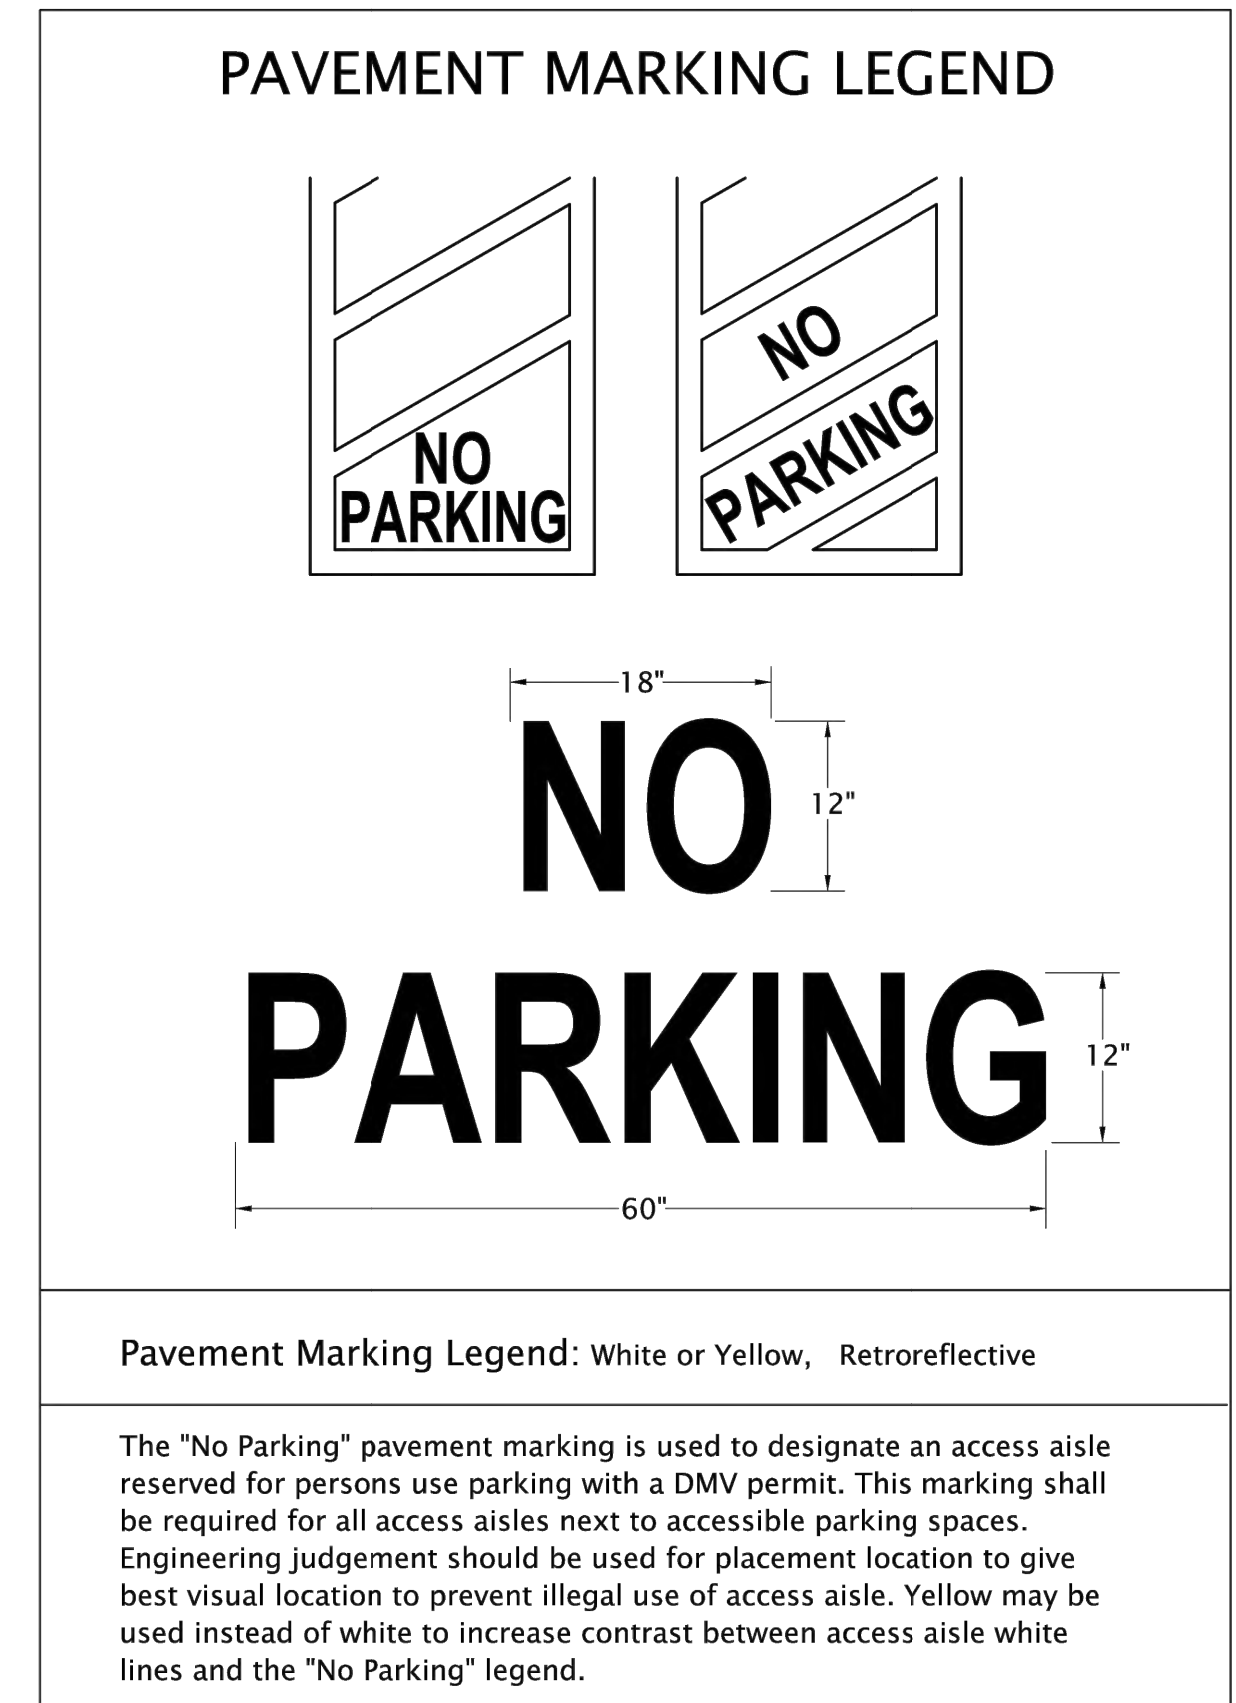 PAVEMENT MARKING LEGEND
NO
PARKING
NO
PARKING
18"
NO
12"
PARKING
12"
60"
Pavement Marking Legend: White or Yellow, Retroreflective
The "No Parking" pavement marking is used to designate an access aisle
reserved for persons use parking with a DMV permit. This marking shall
be required for all access aisles next to accessible parking spaces.
Engineering judgement should be used for placement location to give
best visual location to prevent illegal use of access aisle. Yellow may be
used instead of white to increase contrast between access aisle white
lines and the "No Parking" legend.